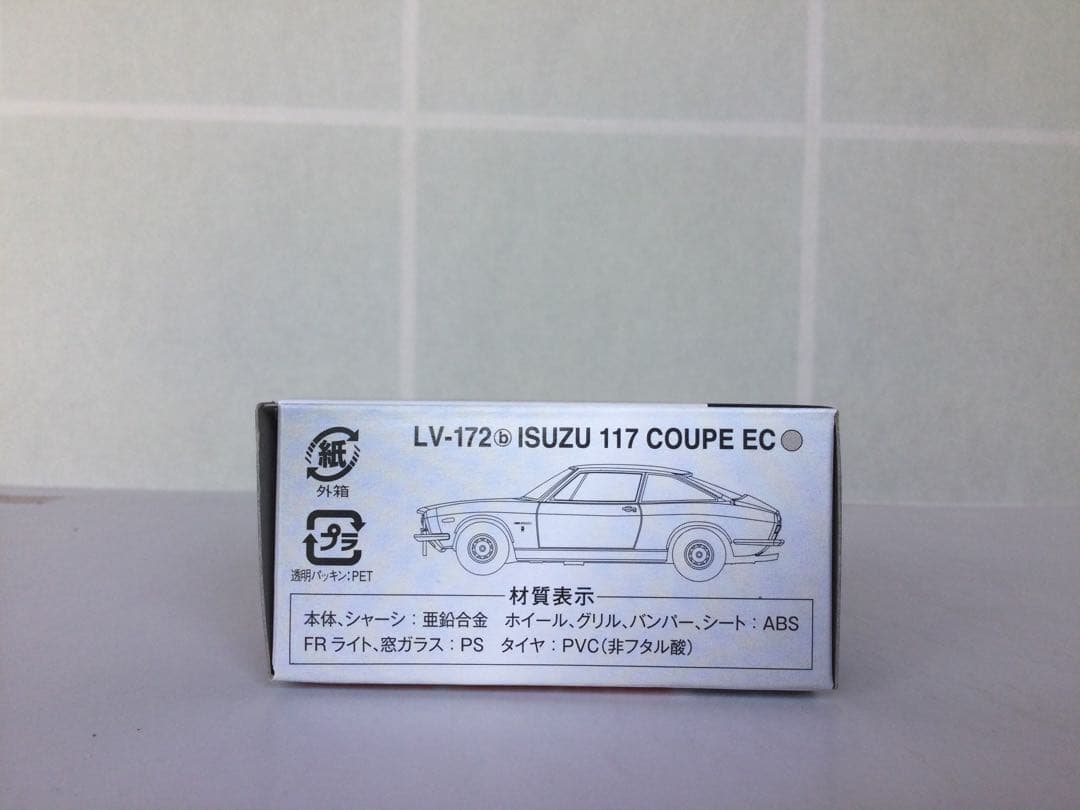 LV-172ⓑ ISUZU 117 COUPE EC
紙
外箱
プラ
透明パッキン:PET
材質表示
本体、シャーシ:亜鉛合金 ホイール、グリル、バンパー、シート:ABS
FRライト、窓ガラス:PS タイヤ:PVC(非フタル酸)